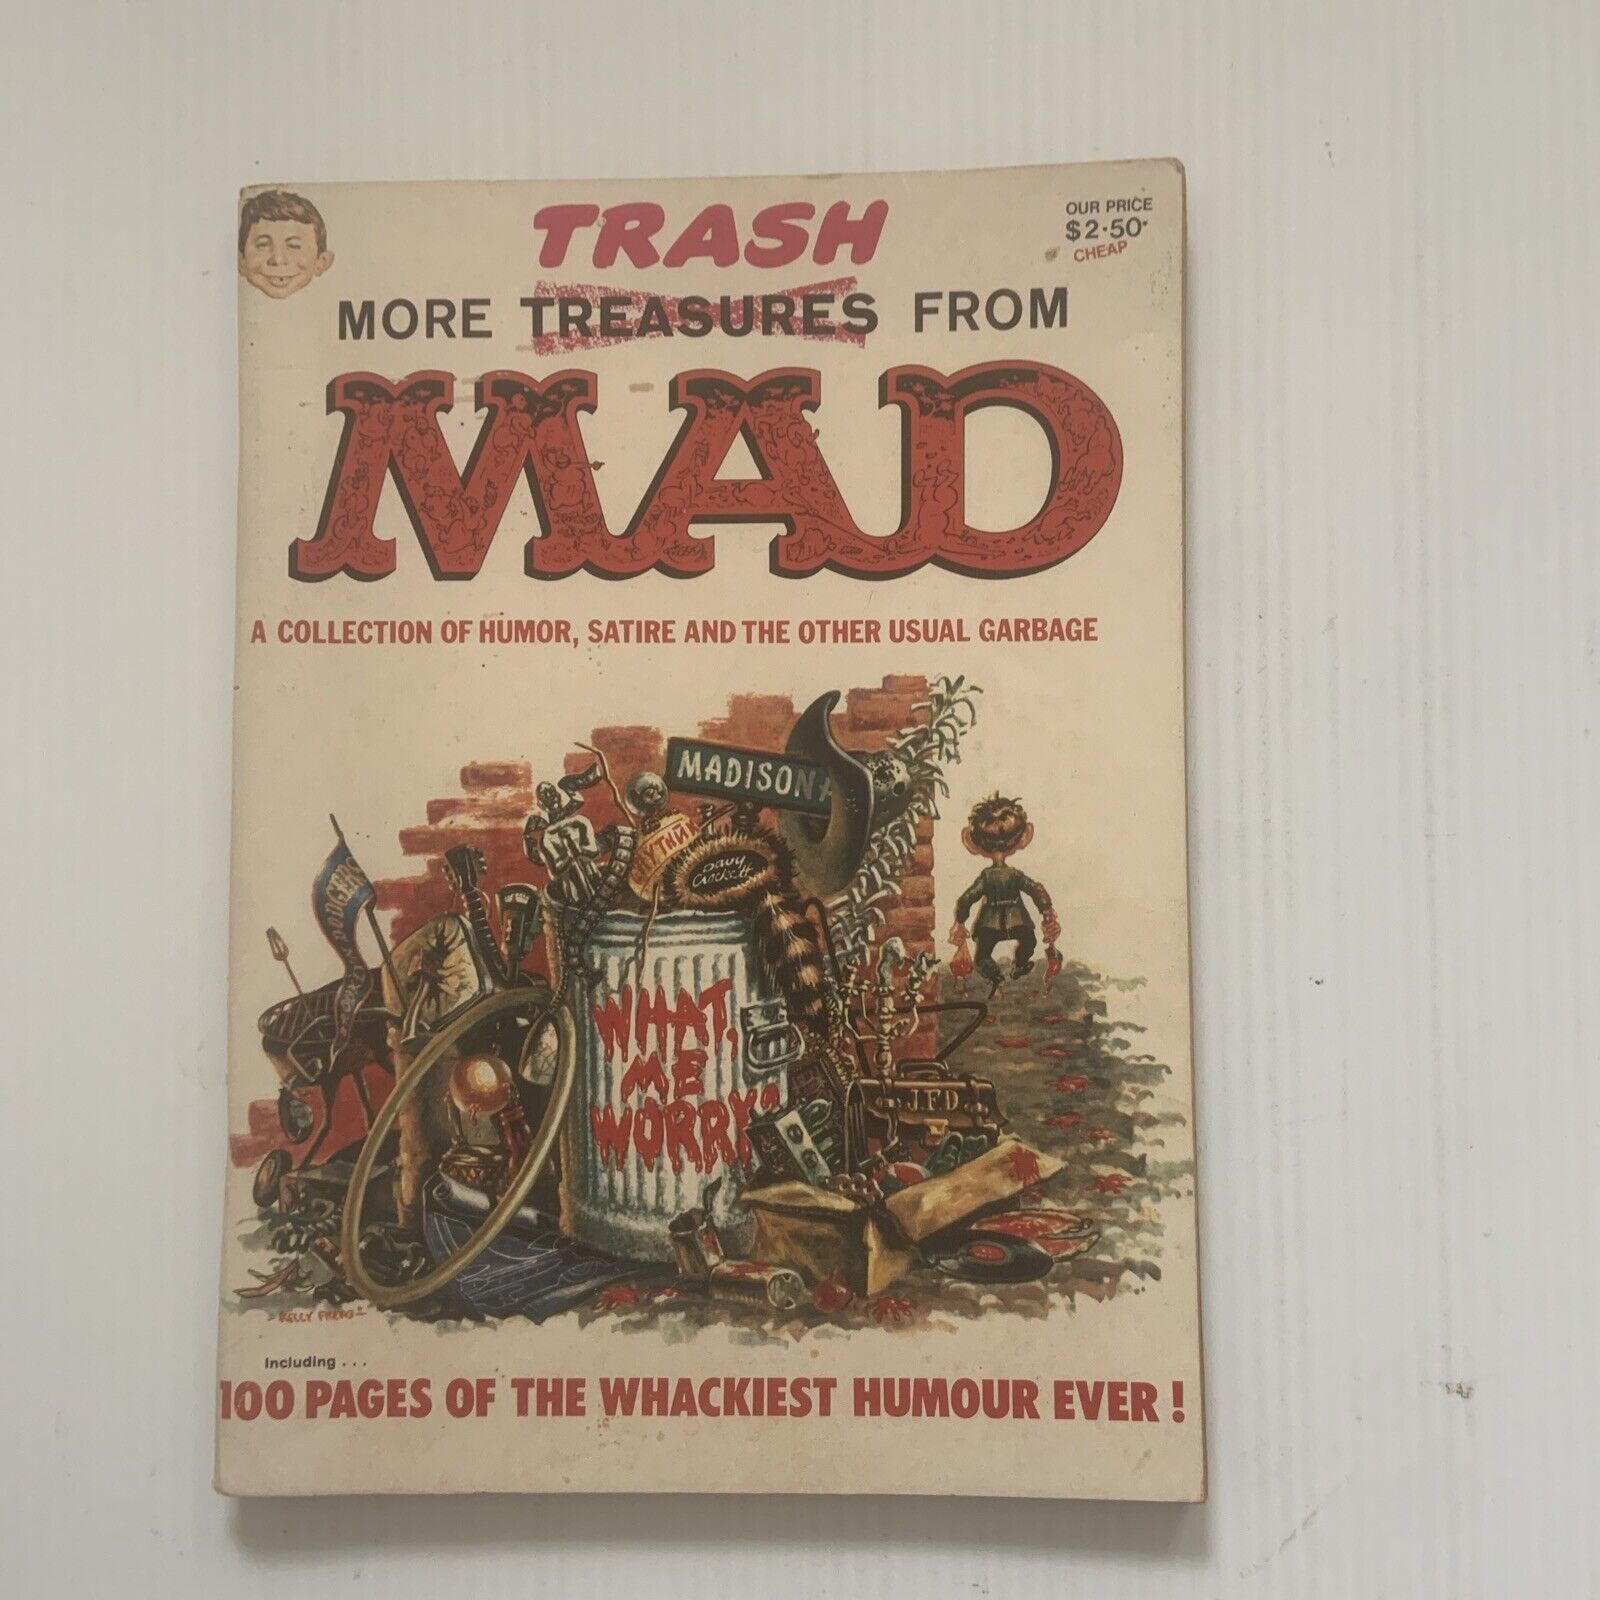 TRASH
OUR PRICE
$2.50
CHEAP
MORE TREASURES FROM
MAD
A COLLECTION OF HUMOR, SATIRE AND THE OTHER USUAL GARBAGE
MADISON
Davy
Crockett
WHAT,
ME
WORRY?
J.F.D
KELLY FREAS
Including...
100 PAGES OF THE WHACKIEST HUMOUR EVER!